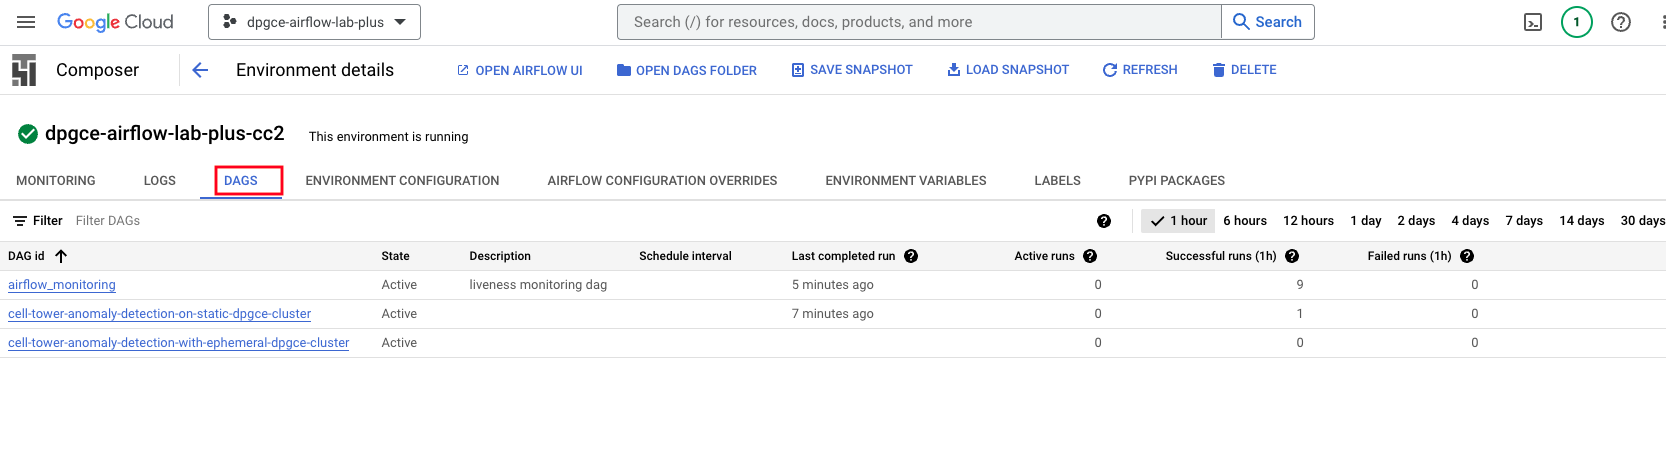 Google Cloud dpgce-airflow-lab-plus Search (/) for resources, docs, products, and more Search 1
Composer Environment details OPEN AIRFLOW UI OPEN DAGS FOLDER SAVE SNAPSHOT LOAD SNAPSHOT REFRESH DELETE
dpgce-airflow-lab-plus-cc2 This environment is running
MONITORING LOGS DAGS ENVIRONMENT CONFIGURATION AIRFLOW CONFIGURATION OVERRIDES ENVIRONMENT VARIABLES LABELS PYPI PACKAGES
Filter Filter DAGs 1 hour 6 hours 12 hours 1 day 2 days 4 days 7 days 14 days 30 days
DAG id State Description Schedule interval Last completed run Active runs Successful runs (1h) Failed runs (1h)
airflow_monitoring Active liveness monitoring dag 5 minutes ago 0 9 0
cell-tower-anomaly-detection-on-static-dpgce-cluster Active 7 minutes ago 0 1 0
cell-tower-anomaly-detection-with-ephemeral-dpgce-cluster Active 0 0 0